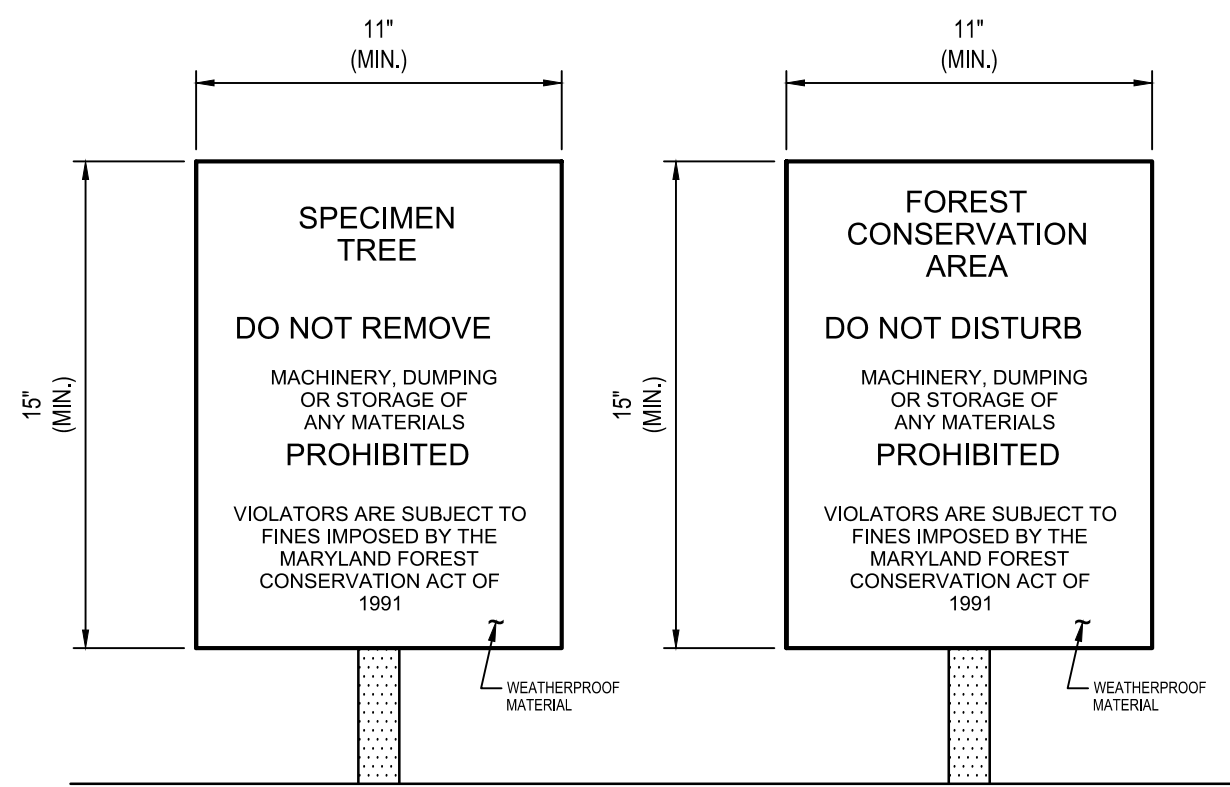 11"
(MIN.)
15"
(MIN.)
SPECIMEN
TREE
DO NOT REMOVE
MACHINERY, DUMPING
OR STORAGE OF
ANY MATERIALS
PROHIBITED
VIOLATORS ARE SUBJECT TO
FINES IMPOSED BY THE
MARYLAND FOREST
CONSERVATION ACT OF
1991
~
WEATHERPROOF
MATERIAL
11"
(MIN.)
15"
(MIN.)
FOREST
CONSERVATION
AREA
DO NOT DISTURB
MACHINERY, DUMPING
OR STORAGE OF
ANY MATERIALS
PROHIBITED
VIOLATORS ARE SUBJECT TO
FINES IMPOSED BY THE
MARYLAND FOREST
CONSERVATION ACT OF
1991
~
WEATHERPROOF
MATERIAL